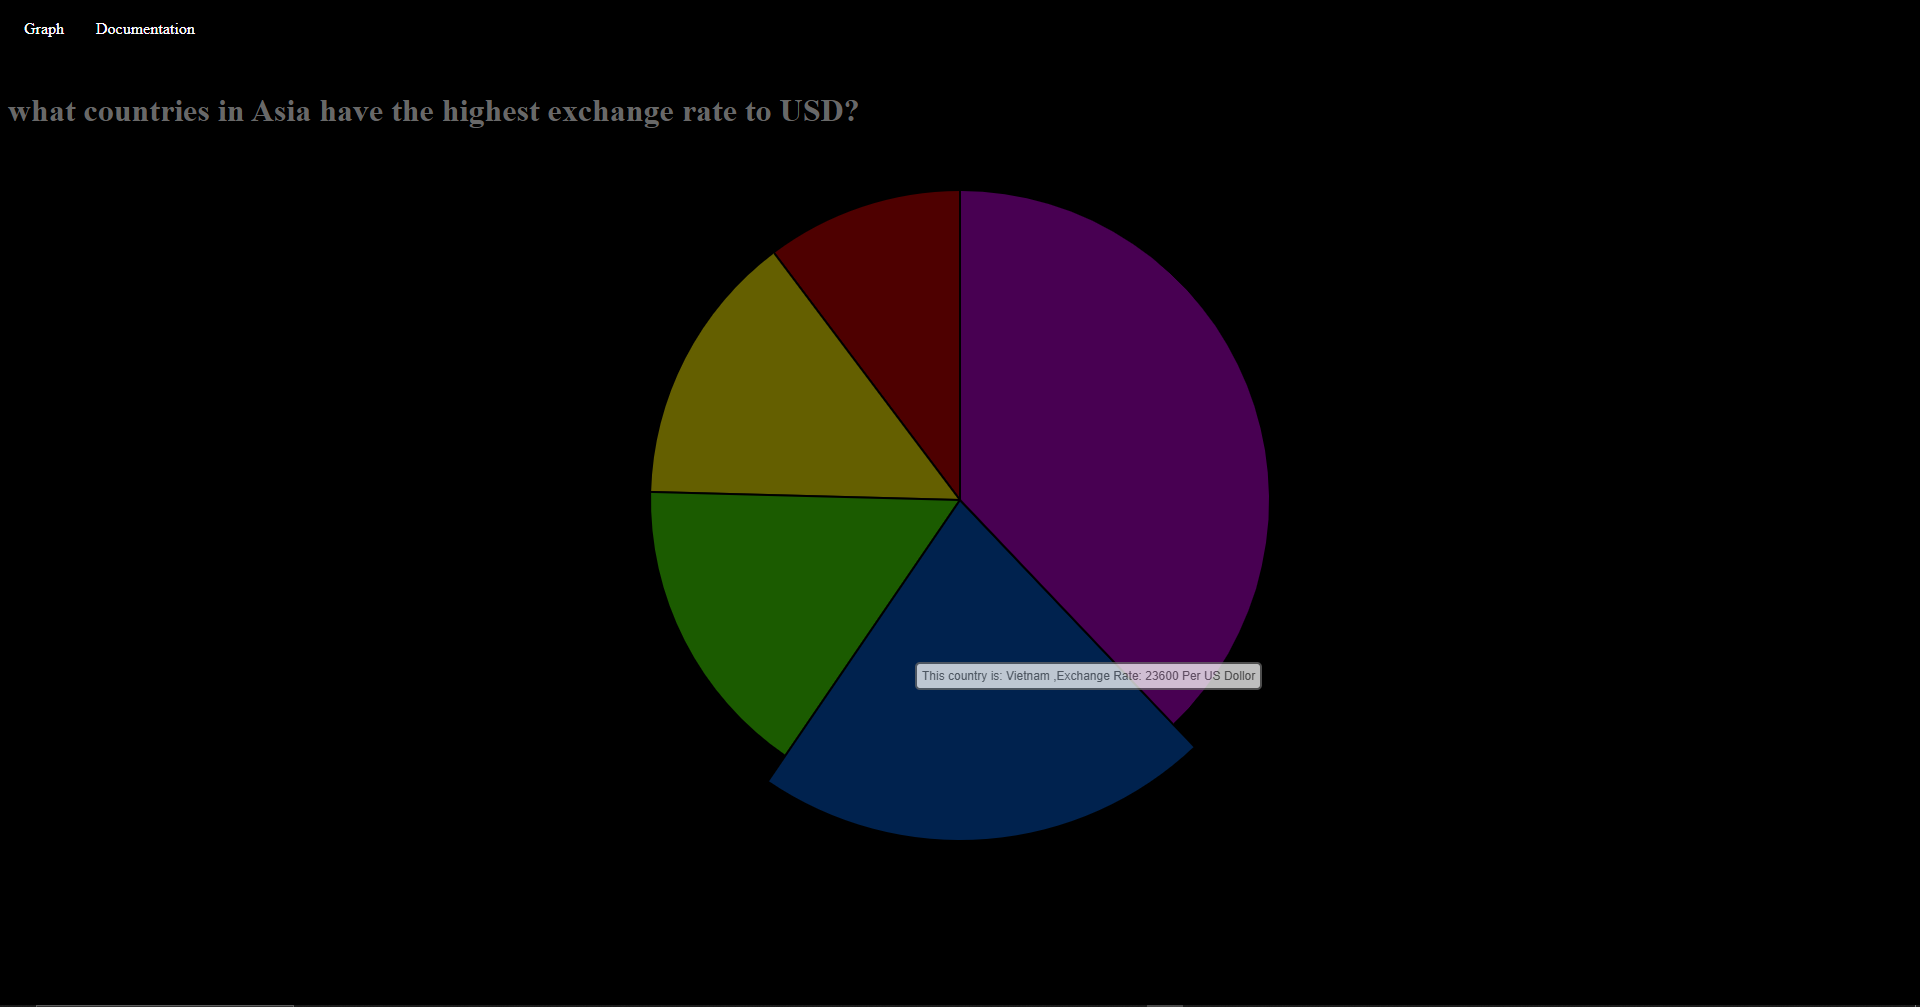 Graph Documentation
what countries in Asia have the highest exchange rate to USD?
This country is: Vietnam ,Exchange Rate: 23600 Per US Dollor